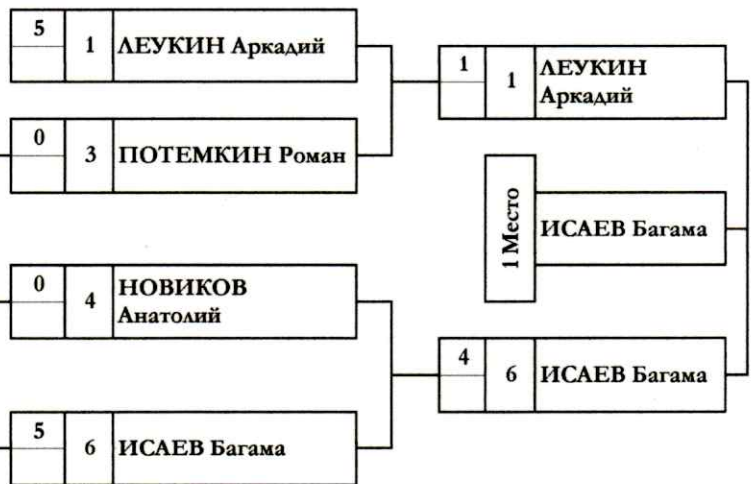 5
1 ЛЕУКИН Аркадий
0
3 ПОТЕМКИН Роман
0
4 НОВИКОВ
Анатолий
5
6 ИСАЕВ Багама
1
1 ЛЕУКИН
Аркадий
1 Место
ИСАЕВ Багама
4
6 ИСАЕВ Багама